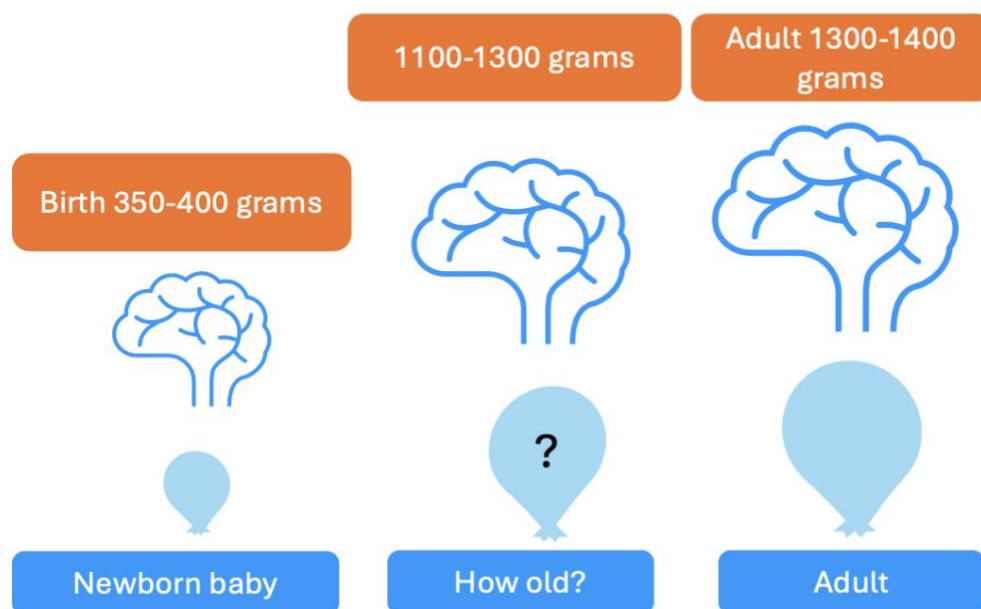 Birth 350-400 grams
1100-1300 grams
Adult 1300-1400
grams
?
Newborn baby
How old?
Adult